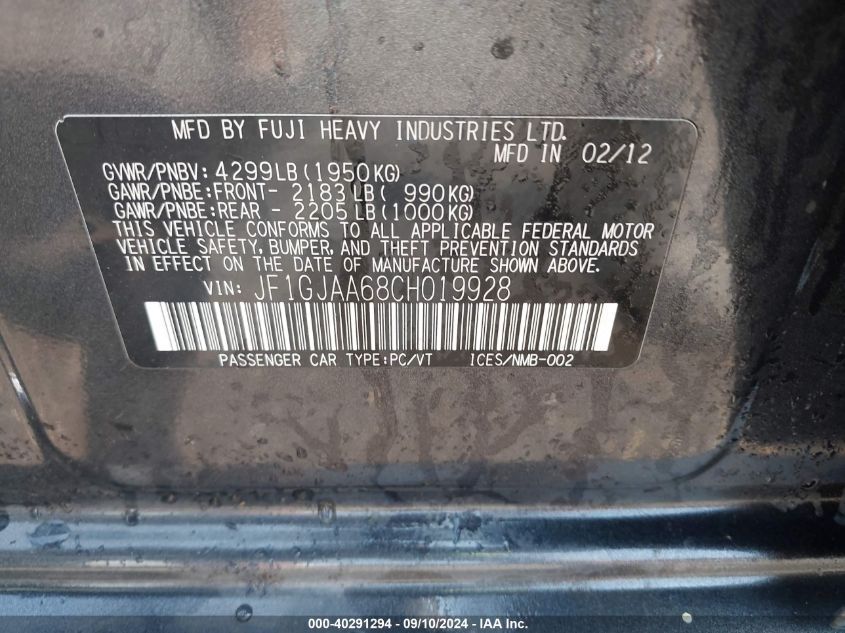 MFD BY FUJI HEAVY INDUSTRIES LTD.
MFD IN 02/12
GVWR/PNBV: 4299LB(1950KG)
GAWR/PNBE:FRONT- 2183LB( 990KG)
GAWR/PNBE:REAR - 2205LB(1000KG)
THIS VEHICLE CONFORMS TO ALL APPLICABLE FEDERAL MOTOR
VEHICLE SAFETY, BUMPER, AND THEFT PREVENTION STANDARDS
IN EFFECT ON THE DATE OF MANUFACTURE SHOWN ABOVE.
VIN: JF1GJAA68CH019928
PASSENGER CAR TYPE:PC/VT ICES/NMB-002
000-40291294 - 09/10/2024 - IAA Inc.